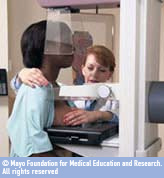 © Mayo Foundation for Medical Education and Research.
All rights reserved